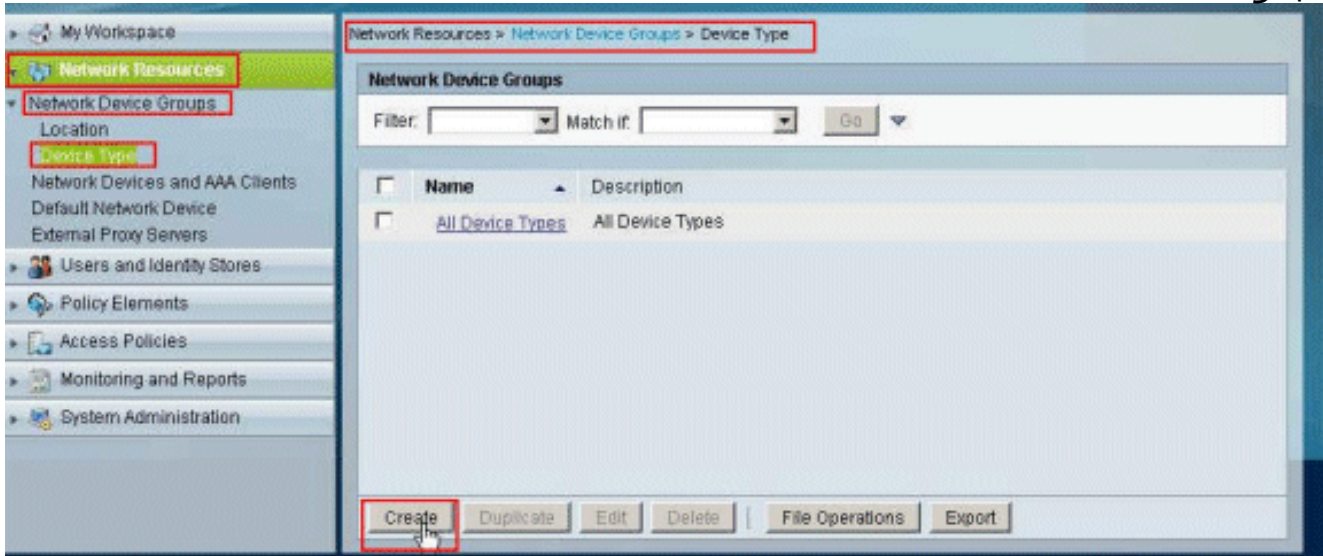 My Workspace
Network Resources
Network Device Groups
Location
Device Type
Network Devices and AAA Clients
Default Network Device
External Proxy Servers
Users and Identity Stores
Policy Elements
Access Policies
Monitoring and Reports
System Administration
Network Resources > Network Device Groups > Device Type
Network Device Groups
Filter: Match if: Go
Name Description
All Device Types All Device Types
Create Duplicate Edit Delete | File Operations Export